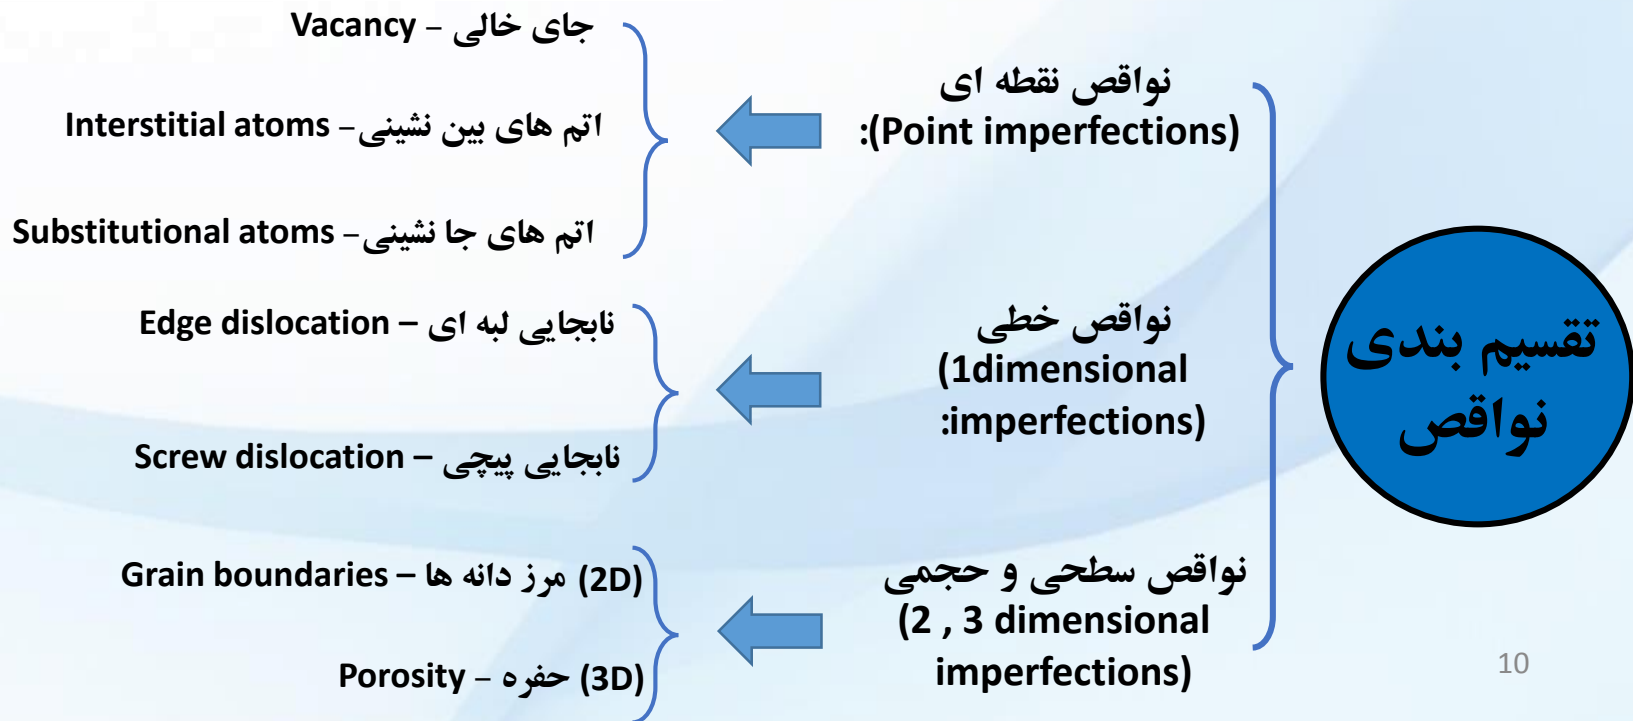 تقسیم بندی
نواقص
نواقص نقطه ای
(Point imperfections):
جای خالی – Vacancy
اتم های بین نشینی– Interstitial atoms
اتم های جا نشینی– Substitutional atoms
نواقص خطی
(1dimensional
imperfections):
نابجایی لبه ای – Edge dislocation
نابجایی پیچی – Screw dislocation
نواقص سطحی و حجمی
(2 , 3 dimensional
imperfections)
(2D) مرز دانه ها – Grain boundaries
(3D) حفره – Porosity
10